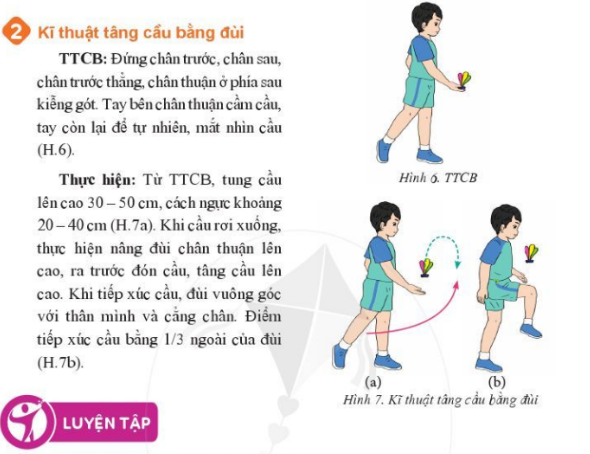 2 Kĩ thuật tâng cầu bằng đùi
TTCB: Đứng chân trước, chân sau,
chân trước thẳng, chân thuận ở phía sau
kiễng gót. Tay bên chân thuận cầm cầu,
tay còn lại để tự nhiên, mắt nhìn cầu
(H.6).
Hình 6. TTCB
Thực hiện: Từ TTCB, tung cầu
lên cao 30 – 50 cm, cách ngực khoảng
20 – 40 cm (H.7a). Khi cầu rơi xuống,
thực hiện nâng đùi chân thuận lên
cao, ra trước đón cầu, tâng cầu lên
cao. Khi tiếp xúc cầu, đùi vuông góc
với thân mình và cẳng chân. Điểm
tiếp xúc cầu bằng 1/3 ngoài của đùi
(H.7b).
(a)
(b)
Hình 7. Kĩ thuật tâng cầu bằng đùi
LUYỆN TẬP